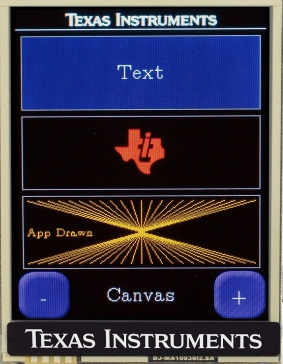 TEXAS INSTRUMENTS
Text
App Drawn
- Canvas +
TEXAS INSTRUMENTS